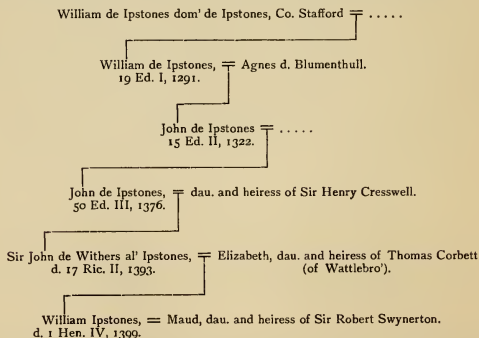 William de Ipstones dom' de Ipstones, Co. Stafford = .....
William de Ipstones, = Agnes d. Blumenthull.
19 Ed. I, 1291.
John de Ipstones = .....
15 Ed. II, 1322.
John de Ipstones, = dau. and heiress of Sir Henry Cresswell.
50 Ed. III, 1376.
Sir John de Withers al' Ipstones, = Elizabeth, dau. and heiress of Thomas Corbett
d. 17 Ric. II, 1393. (of Wattlebro').
William Ipstones, = Maud, dau. and heiress of Sir Robert Swynerton.
d. 1 Hen. IV, 1399.